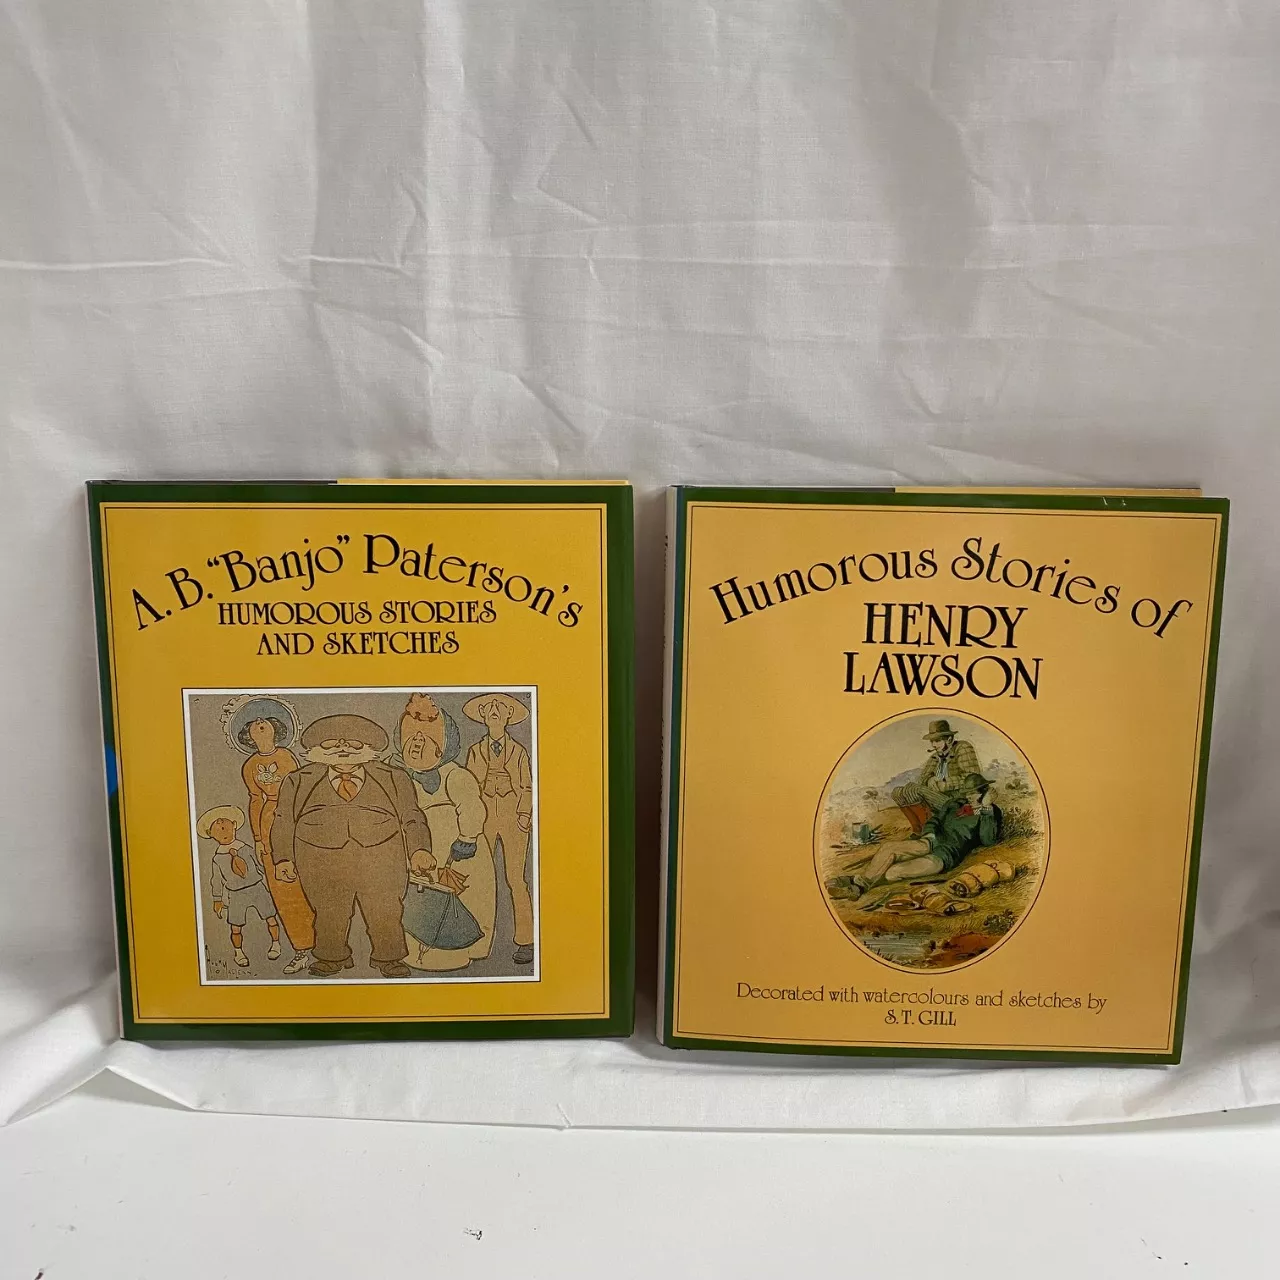 A. B. “Banjo” Paterson's
HUMOROUS STORIES
AND SKETCHES
Humorous Stories of
HENRY
LAWSON
Decorated with watercolours and sketches by
S. T. GILL